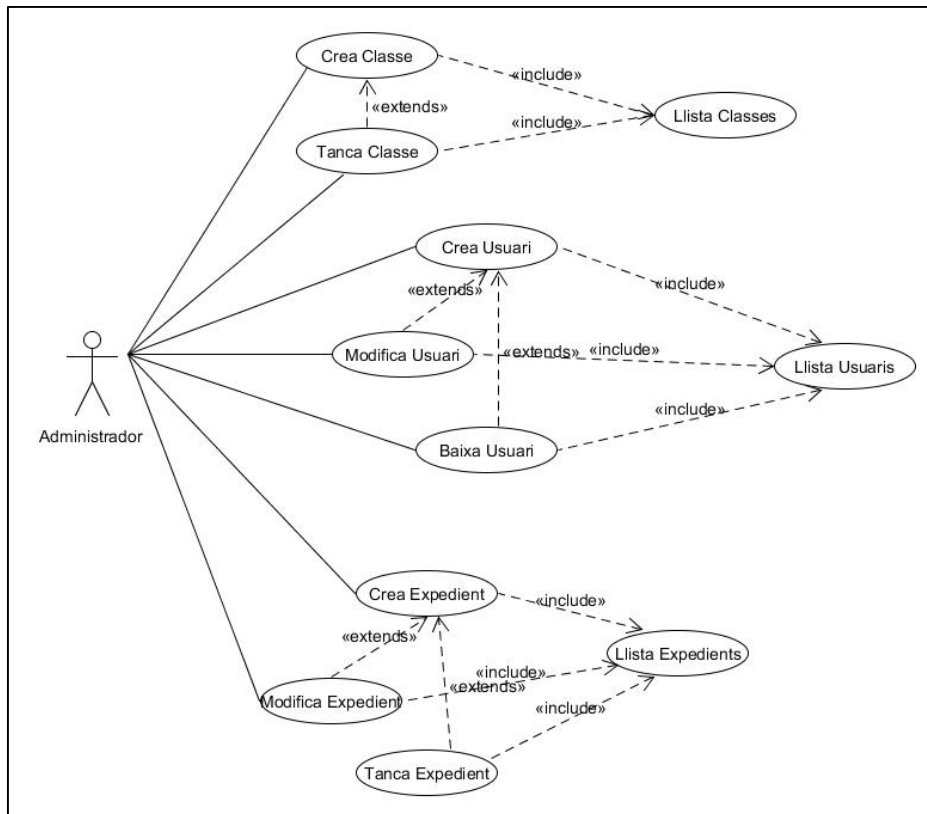 Crea Classe
«include»
«extends»
Llista Classes
«include»
Tanca Classe
Crea Usuari
«include»
«extends»
Modifica Usuari
«extends»
«include»
Llista Usuaris
«include»
Administrador
Baixa Usuari
Crea Expedient
«include»
«extends»
Llista Expedients
«include»
«extends»
Modifica Expedient
«include»
Tanca Expedient